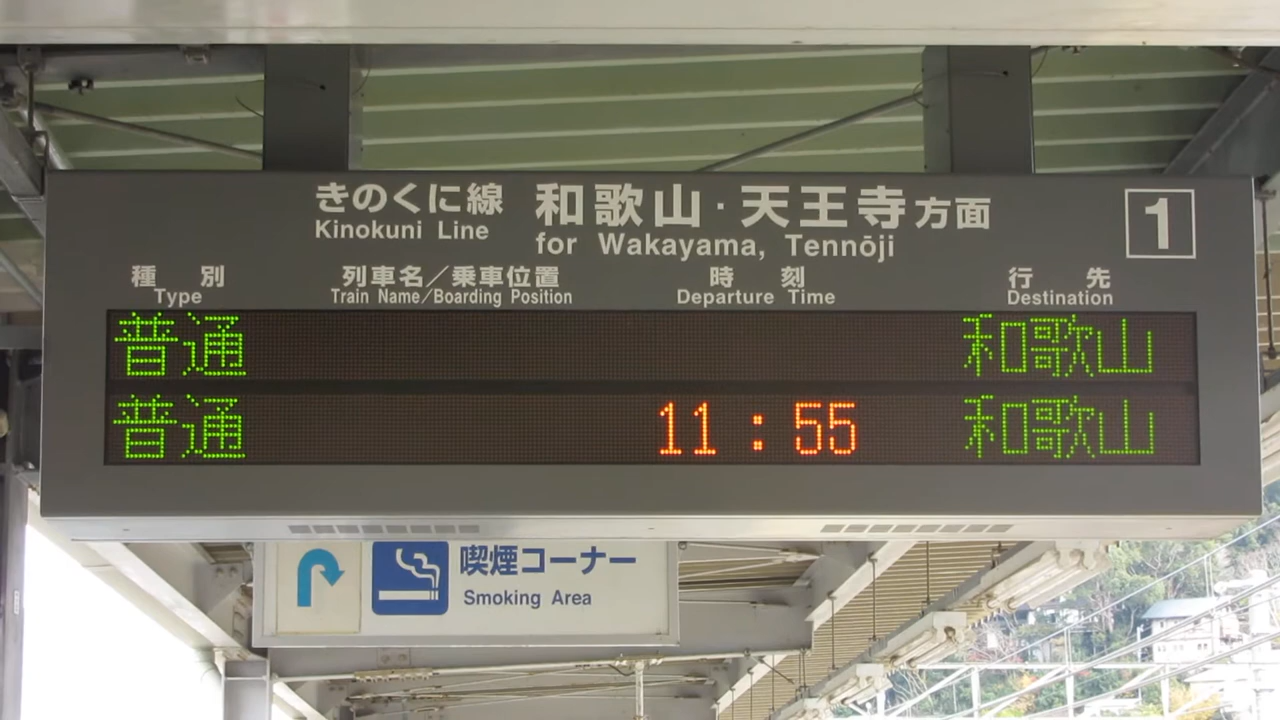 きのくに線 和歌山・天王寺方面 1
Kinokuni Line for Wakayama, Tennōji
種別 列車名／乗車位置 時刻 行先
Type Train Name/Boarding Position Departure Time Destination
普通 和歌山
普通 11:55 和歌山
喫煙コーナー
Smoking Area